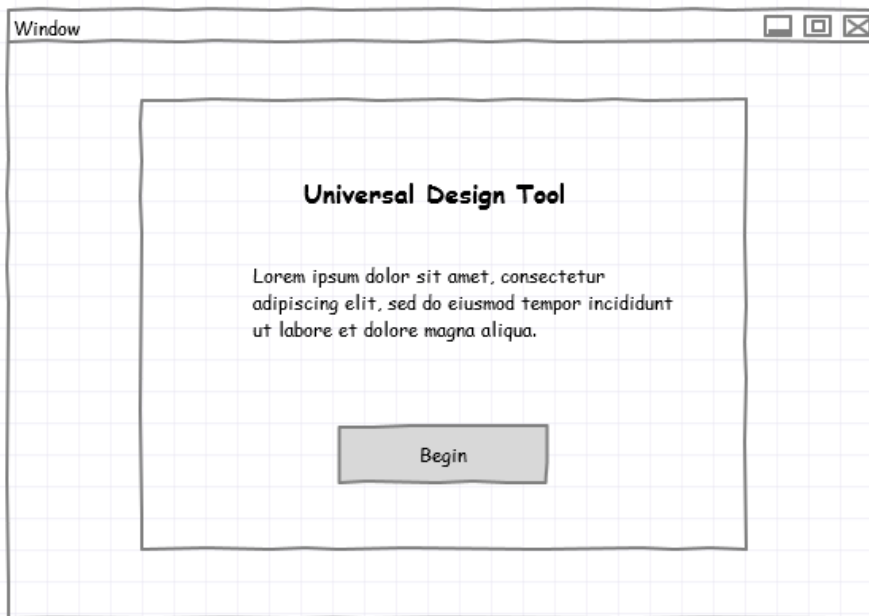 Window
Universal Design Tool
Lorem ipsum dolor sit amet, consectetur
adipiscing elit, sed do eiusmod tempor incididunt
ut labore et dolore magna aliqua.
Begin